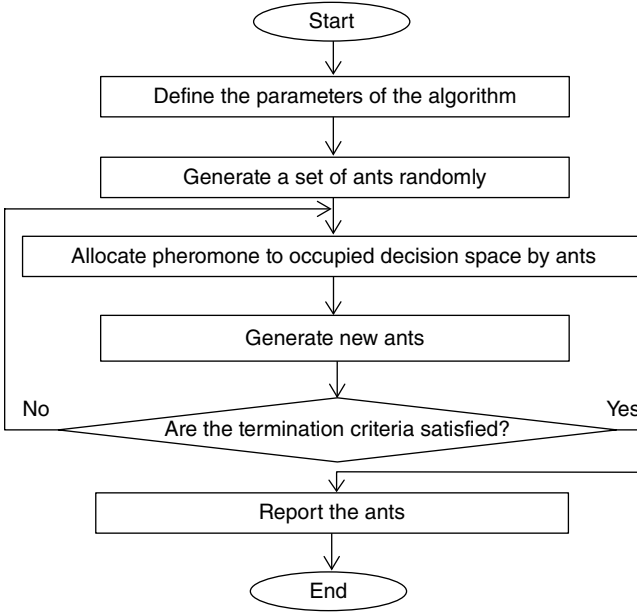 Start
Define the parameters of the algorithm
Generate a set of ants randomly
Allocate pheromone to occupied decision space by ants
Generate new ants
No
Yes
Are the termination criteria satisfied?
Report the ants
End